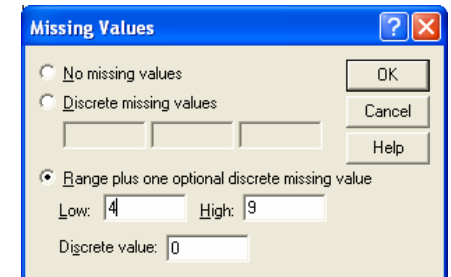 Missing Values
No missing values
OK
Discrete missing values
Cancel
Help
Range plus one optional discrete missing value
Low: 4 High: 9
Discrete value: 0